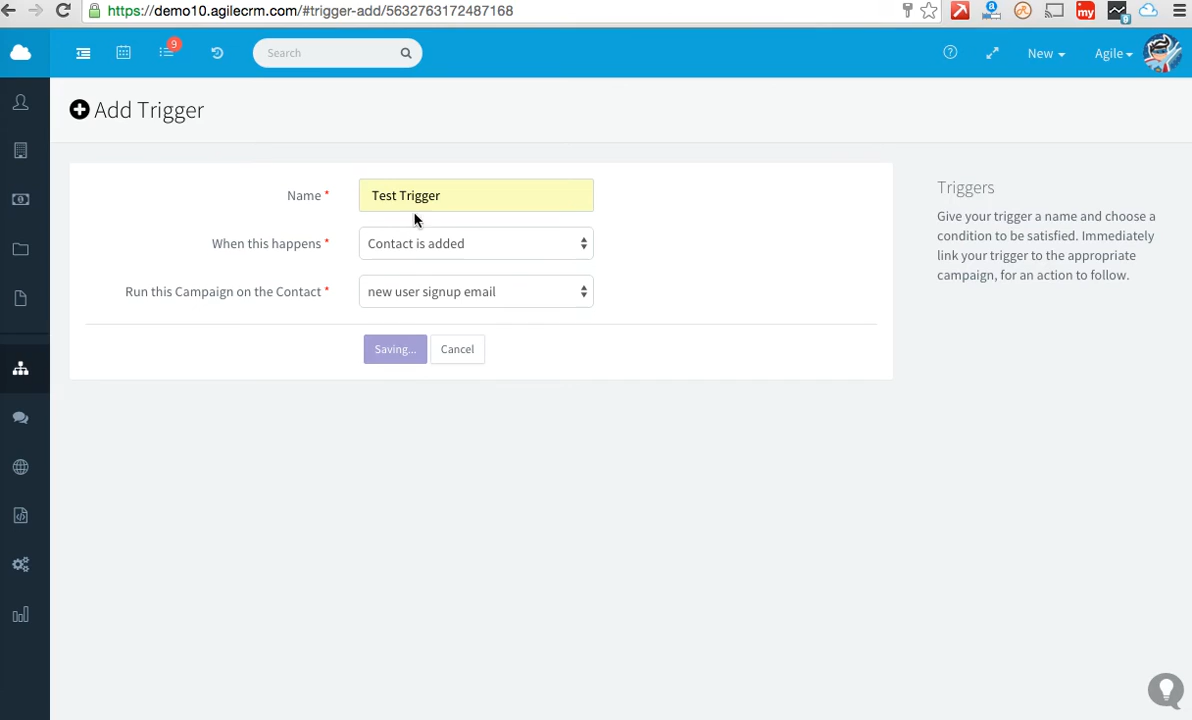 https://demo10.agilecrm.com/#trigger-add/5632763172487168
my
9
Search
New
Agile
Add Trigger
Name *
Test Trigger
When this happens *
Contact is added
Run this Campaign on the Contact *
new user signup email
Saving...
Cancel
Triggers
Give your trigger a name and choose a
condition to be satisfied. Immediately
link your trigger to the appropriate
campaign, for an action to follow.